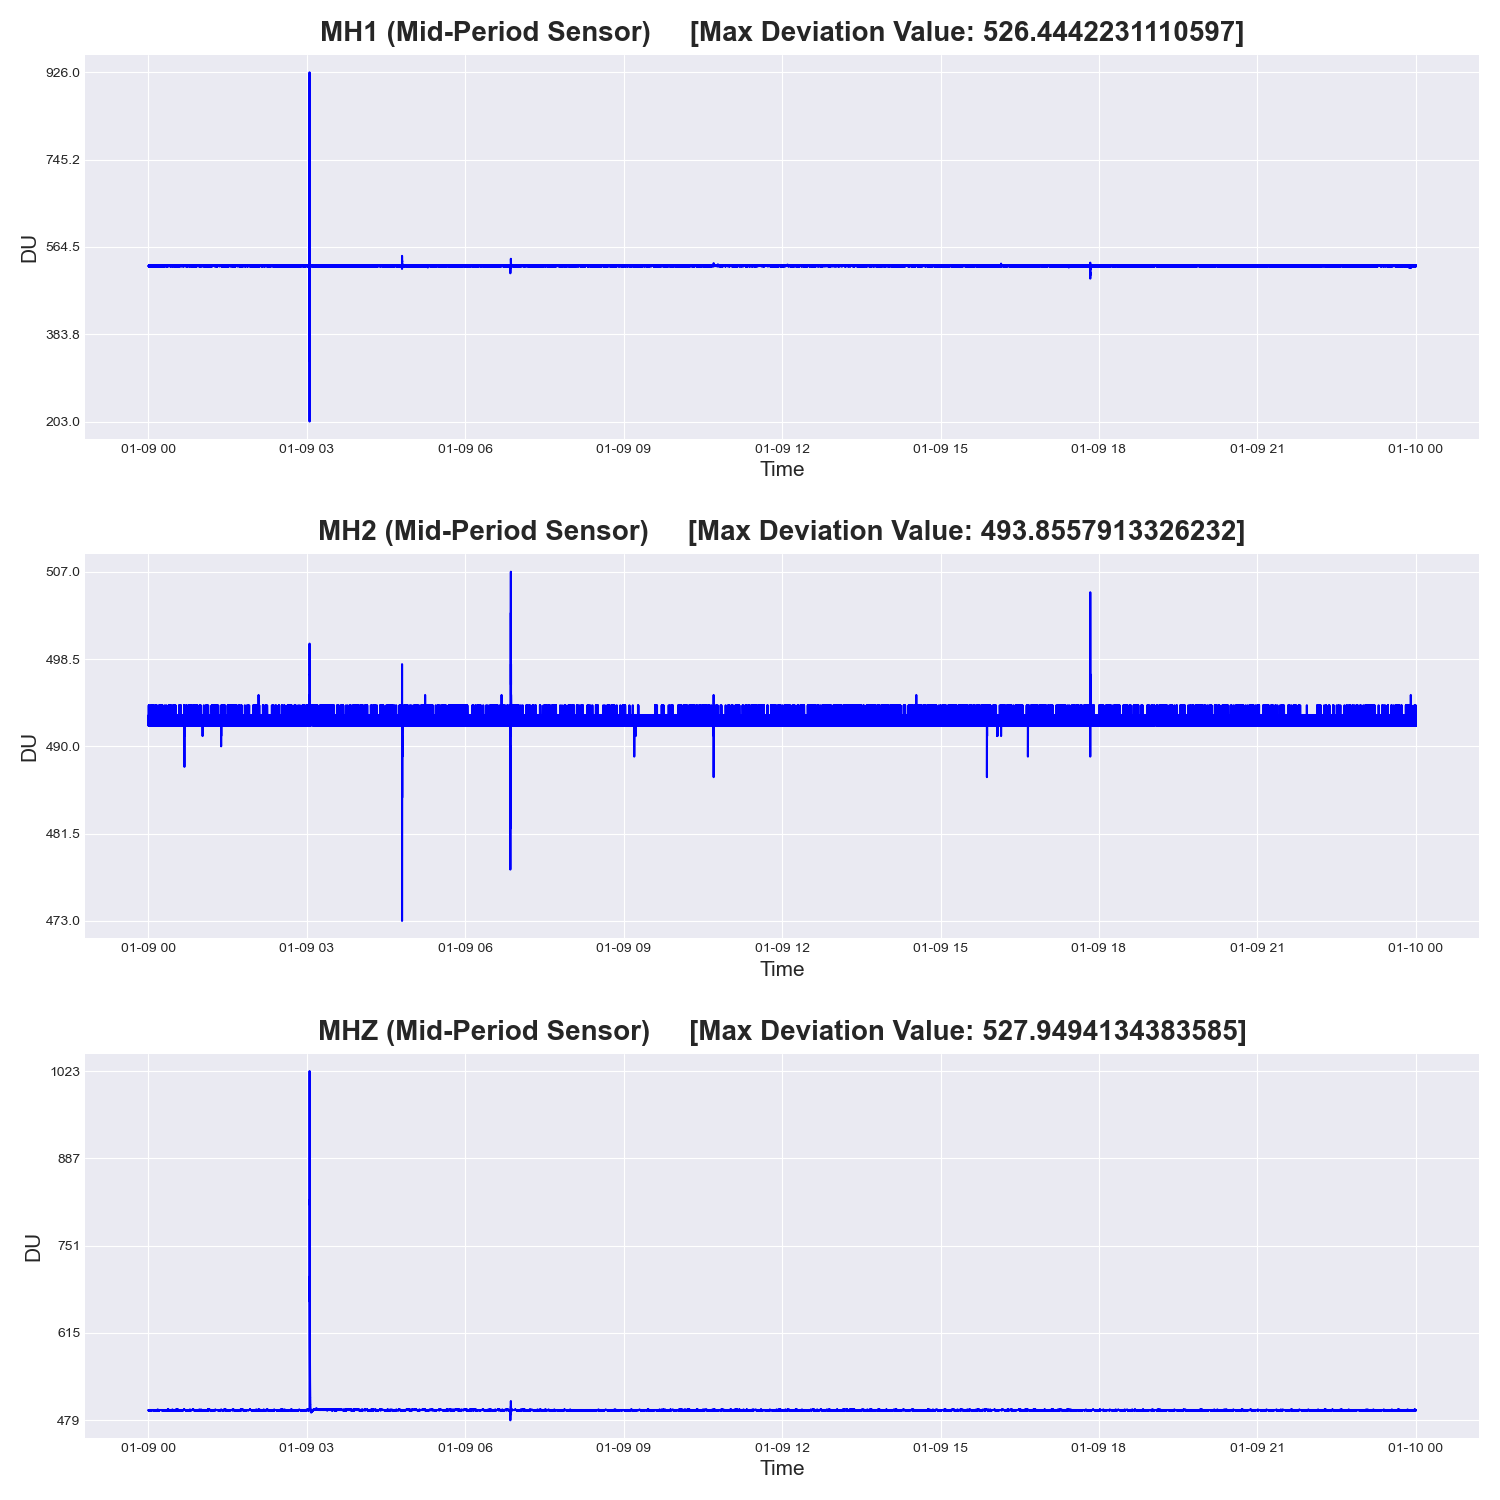 MH1 (Mid-Period Sensor) [Max Deviation Value: 526.4442231110597]
926.0
745.2
564.5
383.8
203.0
DU
01-09 00 01-09 03 01-09 06 01-09 09 01-09 12 01-09 15 01-09 18 01-09 21 01-10 00
Time
MH2 (Mid-Period Sensor) [Max Deviation Value: 493.8557913326232]
507.0
498.5
490.0
481.5
473.0
DU
01-09 00 01-09 03 01-09 06 01-09 09 01-09 12 01-09 15 01-09 18 01-09 21 01-10 00
Time
MHZ (Mid-Period Sensor) [Max Deviation Value: 527.9494134383585]
1023
887
751
615
479
DU
01-09 00 01-09 03 01-09 06 01-09 09 01-09 12 01-09 15 01-09 18 01-09 21 01-10 00
Time